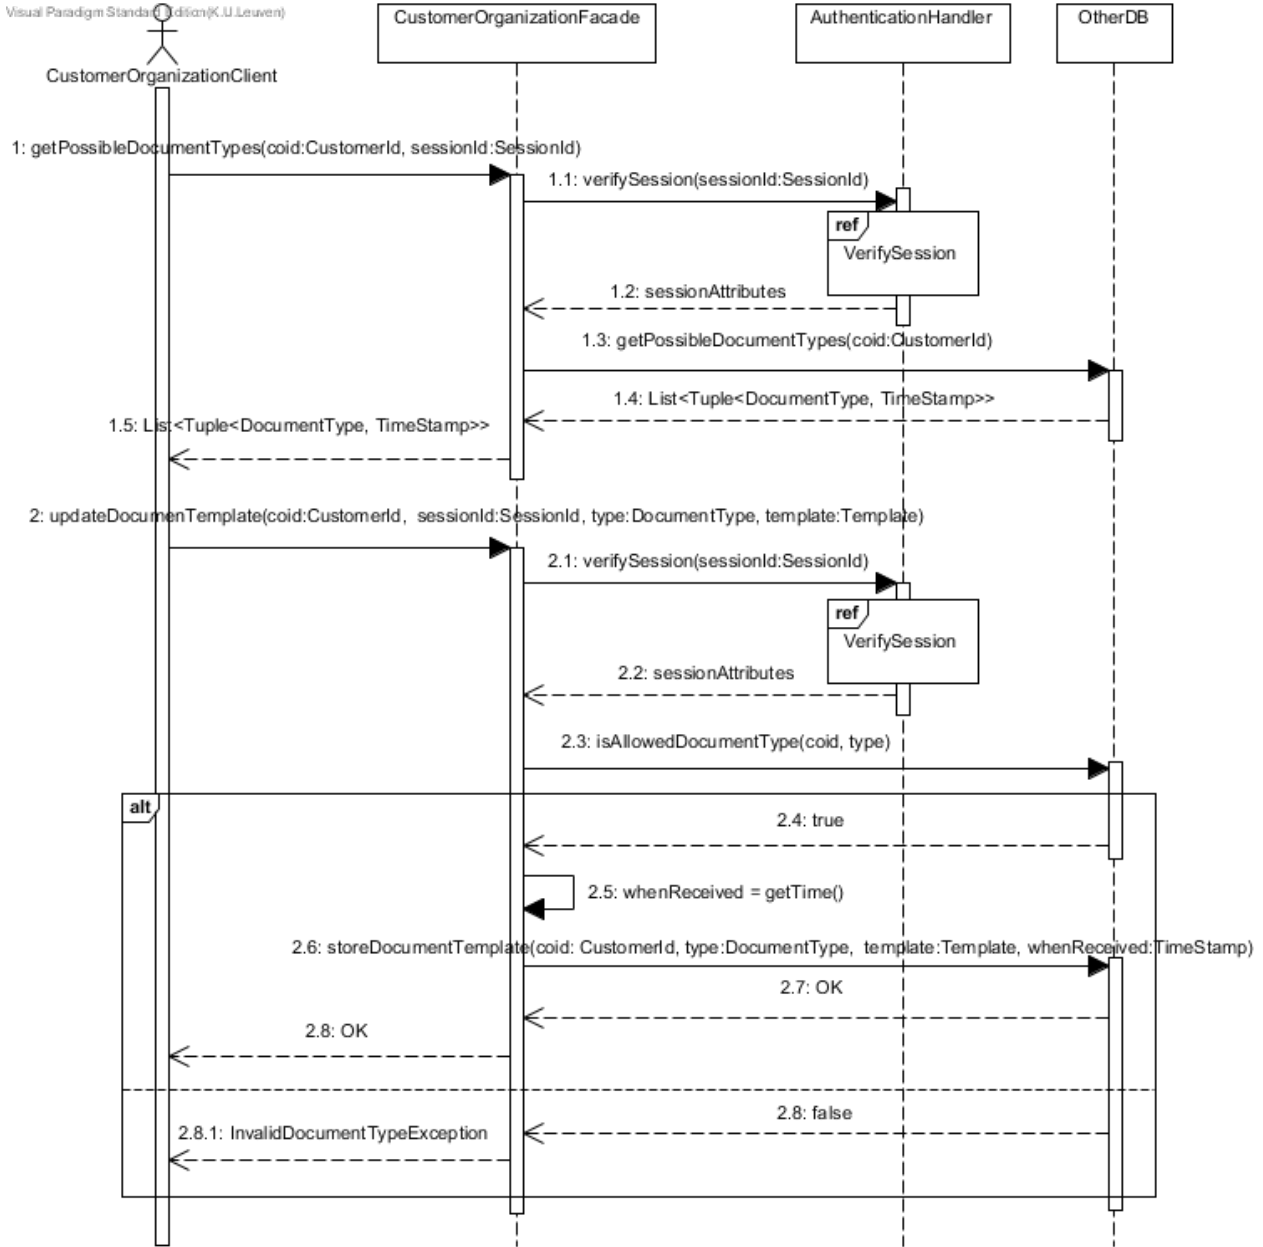 Visual Paradigm Standard Edition(K.U.Leuven)
CustomerOrganizationClient
CustomerOrganizationFacade
AuthenticationHandler
OtherDB
1: getPossibleDocumentTypes(coid:CustomerId, sessionId:SessionId)
1.1: verifySession(sessionId:SessionId)
ref
VerifySession
1.2: sessionAttributes
1.3: getPossibleDocumentTypes(coid:CustomerId)
1.4: List<Tuple<DocumentType, TimeStamp>>
1.5: List<Tuple<DocumentType, TimeStamp>>
2: updateDocumenTemplate(coid:CustomerId, sessionId:SessionId, type:DocumentType, template:Template)
2.1: verifySession(sessionId:SessionId)
ref
VerifySession
2.2: sessionAttributes
2.3: isAllowedDocumentType(coid, type)
alt
2.4: true
2.5: whenReceived = getTime()
2.6: storeDocumentTemplate(coid: CustomerId, type:DocumentType, template:Template, whenReceived:TimeStamp)
2.7: OK
2.8: OK
2.8: false
2.8.1: InvalidDocumentTypeException